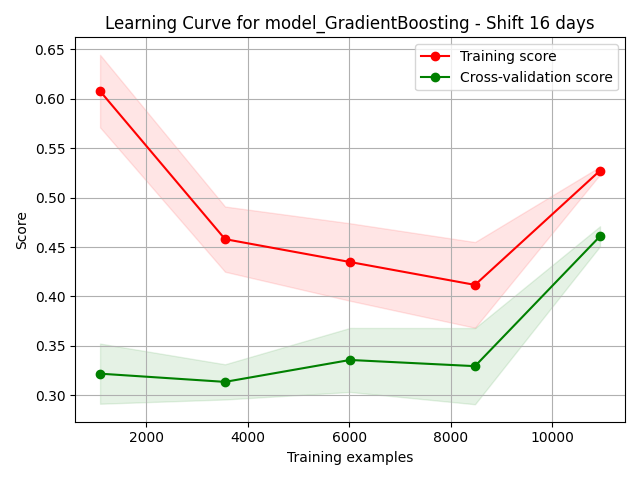 Learning Curve for model_GradientBoosting - Shift 16 days
Training score
Cross-validation score
0.65
0.60
0.55
0.50
0.45
0.40
0.35
0.30
Score
2000
4000
6000
8000
10000
Training examples